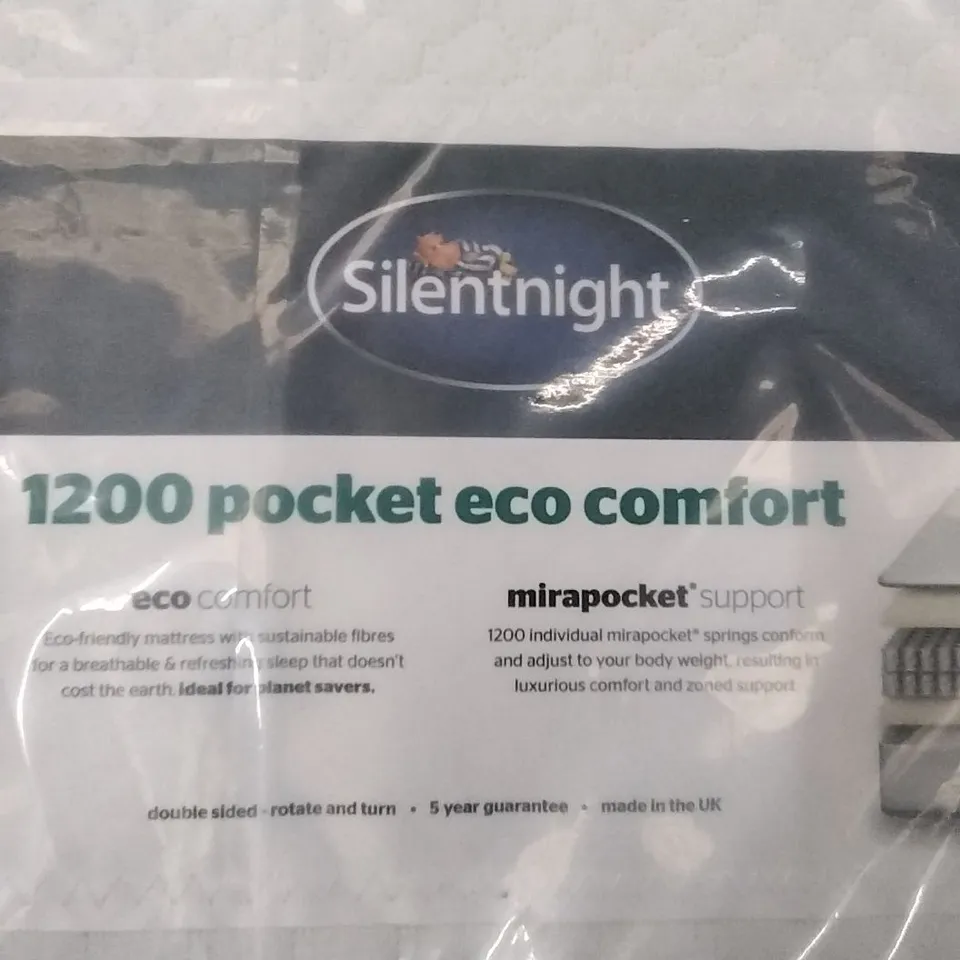 Silentnight
1200 pocket eco comfort
eco comfort
Eco-friendly mattress with sustainable fibres
for a breathable & refreshing sleep that doesn't
cost the earth. Ideal for planet savers.
mirapocket® support
1200 individual mirapocket® springs conform
and adjust to your body weight, resulting in
luxurious comfort and zoned support
double sided - rotate and turn • 5 year guarantee • made in the UK